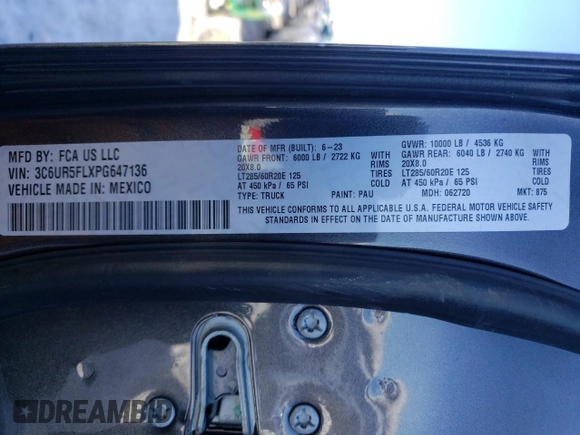 MFD BY: FCA US LLC
VIN: 3C6UR5FLXPG647136
VEHICLE MADE IN: MEXICO
DATE OF MFR (BUILT): 6-23
GAWR FRONT: 6000 LB / 2722 KG
20X8.0
WITH
RIMS
LT285/60R20E 125
TIRES
AT 450 kPa / 65 PSI
COLD
TYPE: TRUCK
PAINT: PAU
GVWR: 10000 LB / 4536 KG
GAWR REAR: 6040 LB / 2740 KG
20X8.0
WITH
RIMS
LT285/60R20E 125
TIRES
AT 450 kPa / 65 PSI
COLD
MDH: 062720
MKT: 875
THIS VEHICLE CONFORMS TO ALL APPLICABLE U.S.A. FEDERAL MOTOR VEHICLE SAFETY
STANDARDS IN EFFECT ON THE DATE OF MANUFACTURE SHOWN ABOVE.
DREAMBID